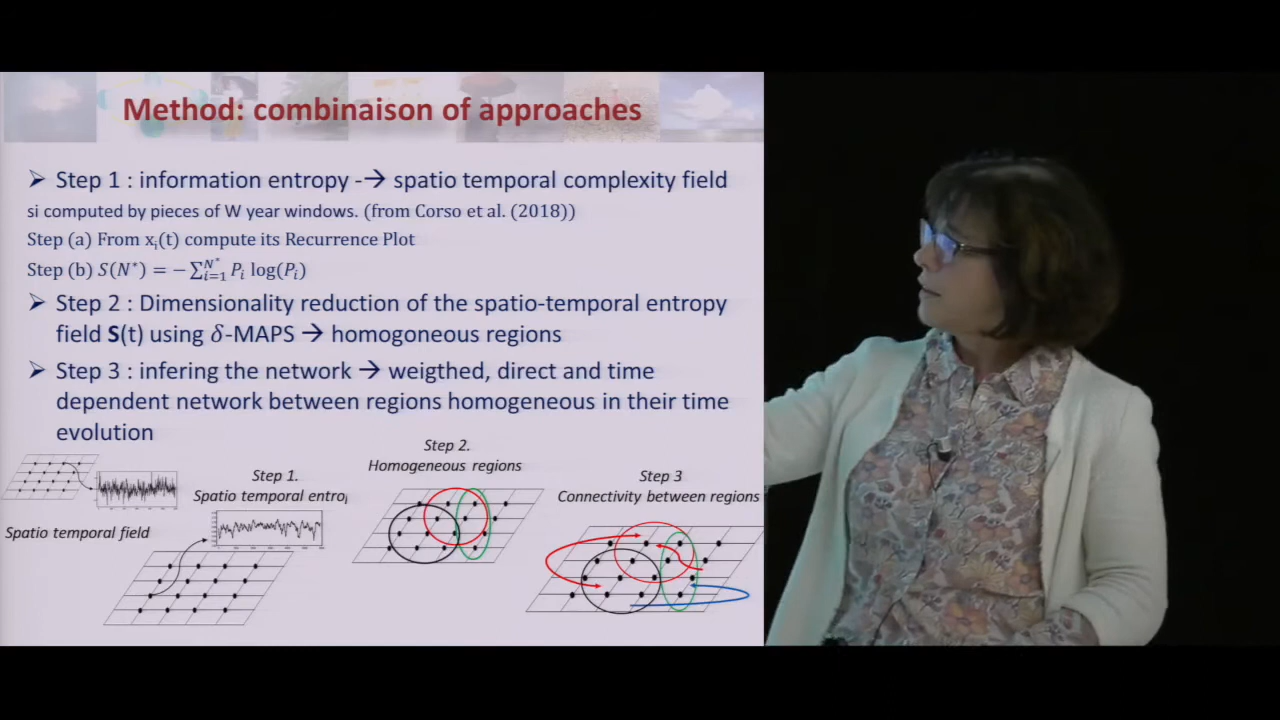 Method: combinaison of approaches
➤ Step 1 : information entropy -→ spatio temporal complexity field
si computed by pieces of W year windows. (from Corso et al. (2018))
Step (a) From xᵢ(t) compute its Recurrence Plot
Step (b) S(N*) = −∑ᵢ₌₁ᴺ* Pᵢ log(Pᵢ)
➤ Step 2 : Dimensionality reduction of the spatio-temporal entropy
field S(t) using δ-MAPS → homogoneous regions
➤ Step 3 : infering the network → weigthed, direct and time
dependent network between regions homogeneous in their time
evolution
Spatio temporal field
Step 1.
Spatio temporal entro
Step 2.
Homogeneous regions
Step 3
Connectivity between regions